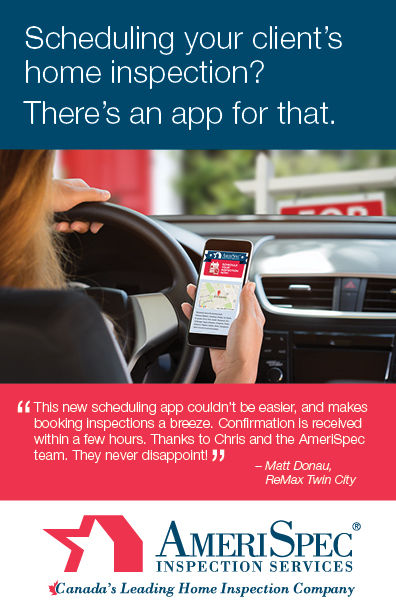 Scheduling your client's
home inspection?
There's an app for that.
FOR
AMERISPEC
“This new scheduling app couldn't be easier, and makes
booking inspections a breeze. Confirmation is received
within a few hours. Thanks to Chris and the AmeriSpec
team. They never disappoint!”
– Matt Donau,
ReMax Twin City
AMERISPEC®
INSPECTION SERVICES
Canada's Leading Home Inspection Company